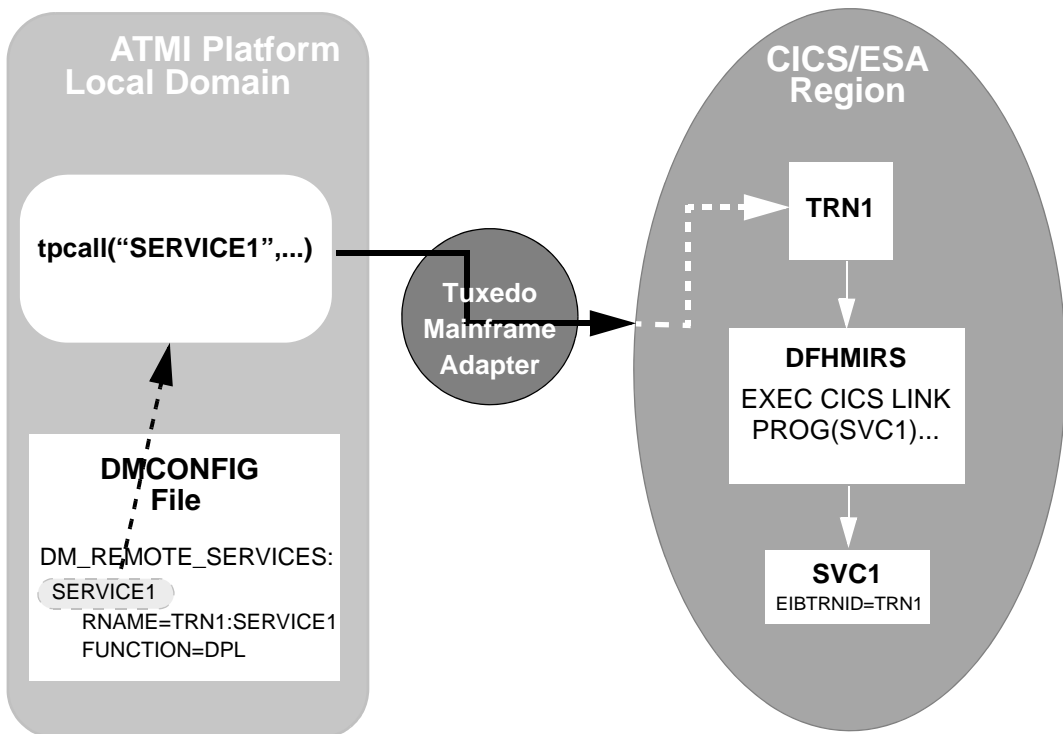 ATMI Platform
Local Domain
tpcall(“SERVICE1”,...)
DMCONFIG
File
DM_REMOTE_SERVICES:
SERVICE1
RNAME=TRN1:SERVICE1
FUNCTION=DPL
Tuxedo
Mainframe
Adapter
CICS/ESA
Region
TRN1
DFHMIRS
EXEC CICS LINK
PROG(SVC1)...
SVC1
EIBTRNID=TRN1